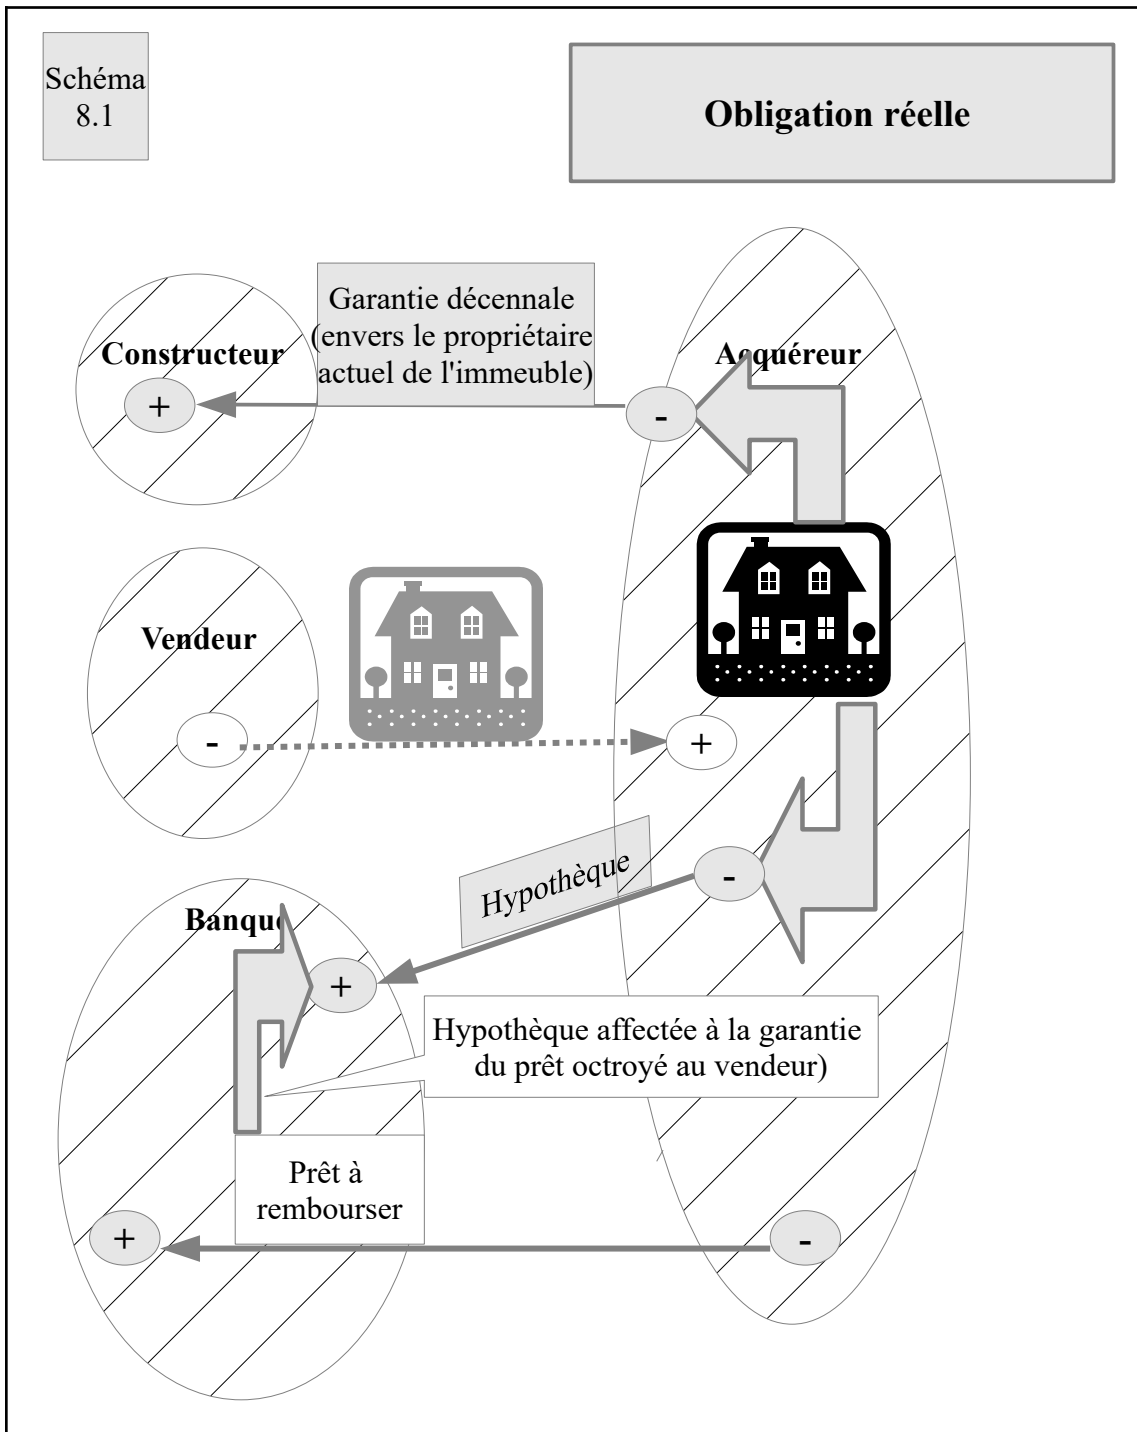 Schéma
8.1
Obligation réelle
Garantie décennale
(envers le propriétaire
actuel de l'immeuble)
Constructeur
Acquéreur
+
-
Vendeur
-
+
Hypothèque
-
Banque
+
Hypothèque affectée à la garantie
du prêt octroyé au vendeur)
Prêt à
rembourser
+
-